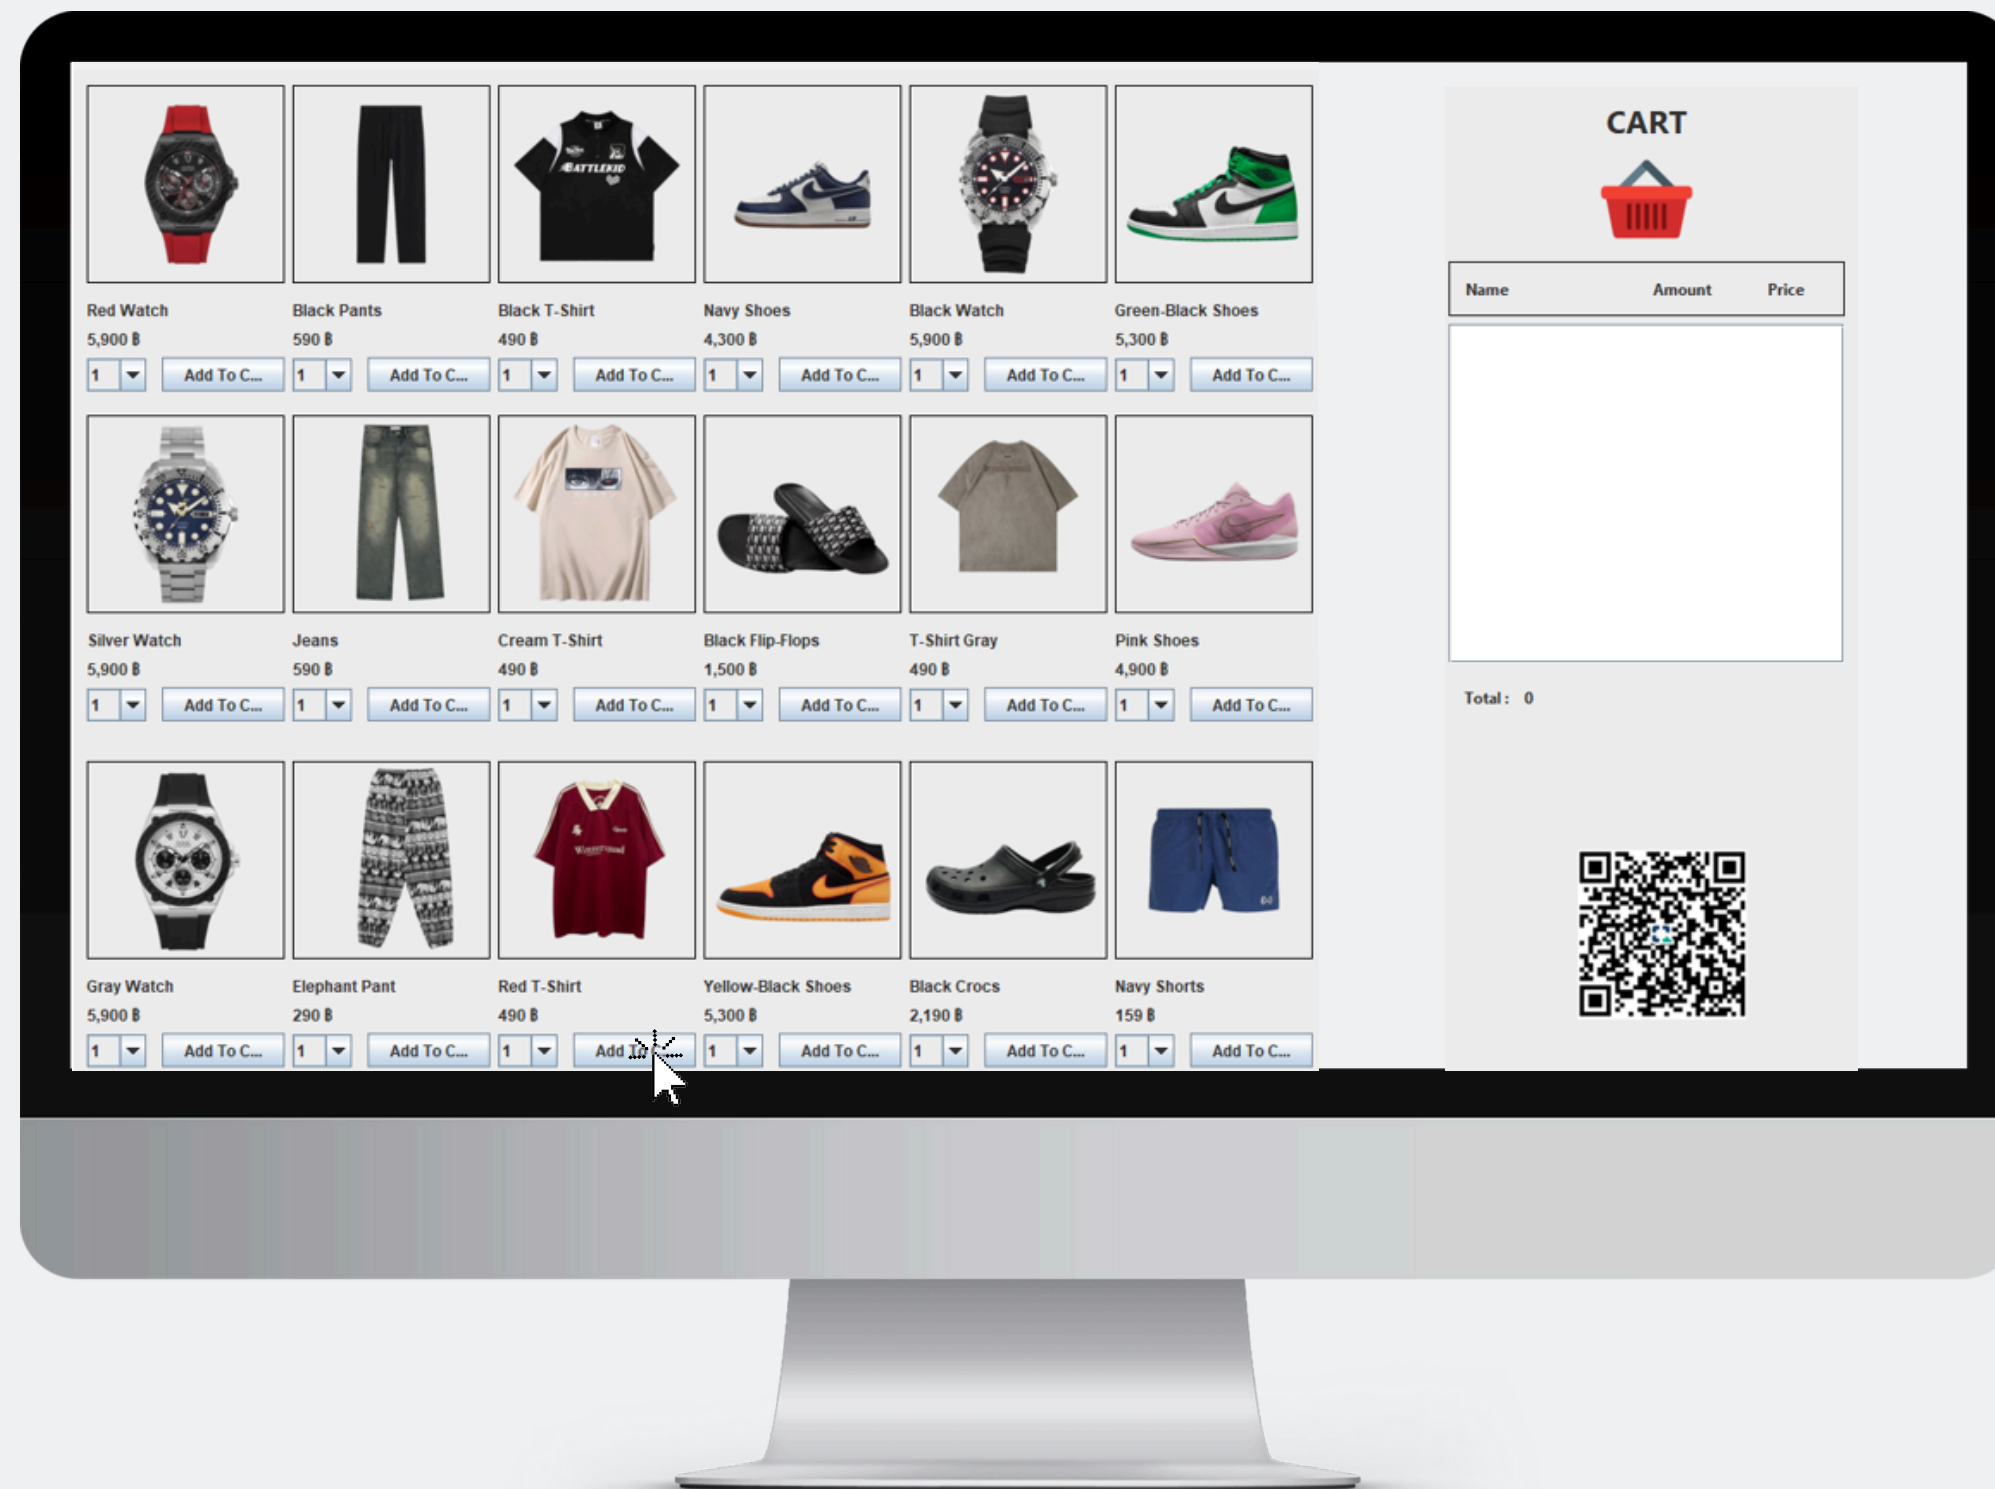 Red Watch
5,900 ฿
1 Add To C...
Black Pants
590 ฿
1 Add To C...
BATTLEKID
Black T-Shirt
490 ฿
1 Add To C...
Navy Shoes
4,300 ฿
1 Add To C...
Black Watch
5,900 ฿
1 Add To C...
Green-Black Shoes
5,300 ฿
1 Add To C...
Silver Watch
5,900 ฿
1 Add To C...
Jeans
590 ฿
1 Add To C...
Cream T-Shirt
490 ฿
1 Add To C...
Black Flip-Flops
1,500 ฿
1 Add To C...
T-Shirt Gray
490 ฿
1 Add To C...
Pink Shoes
4,900 ฿
1 Add To C...
Gray Watch
5,900 ฿
1 Add To C...
Elephant Pant
290 ฿
1 Add To C...
Red T-Shirt
490 ฿
1 Add To C...
Yellow-Black Shoes
5,300 ฿
1 Add To C...
Black Crocs
2,190 ฿
1 Add To C...
Navy Shorts
159 ฿
1 Add To C...
CART
Name Amount Price
Total : 0